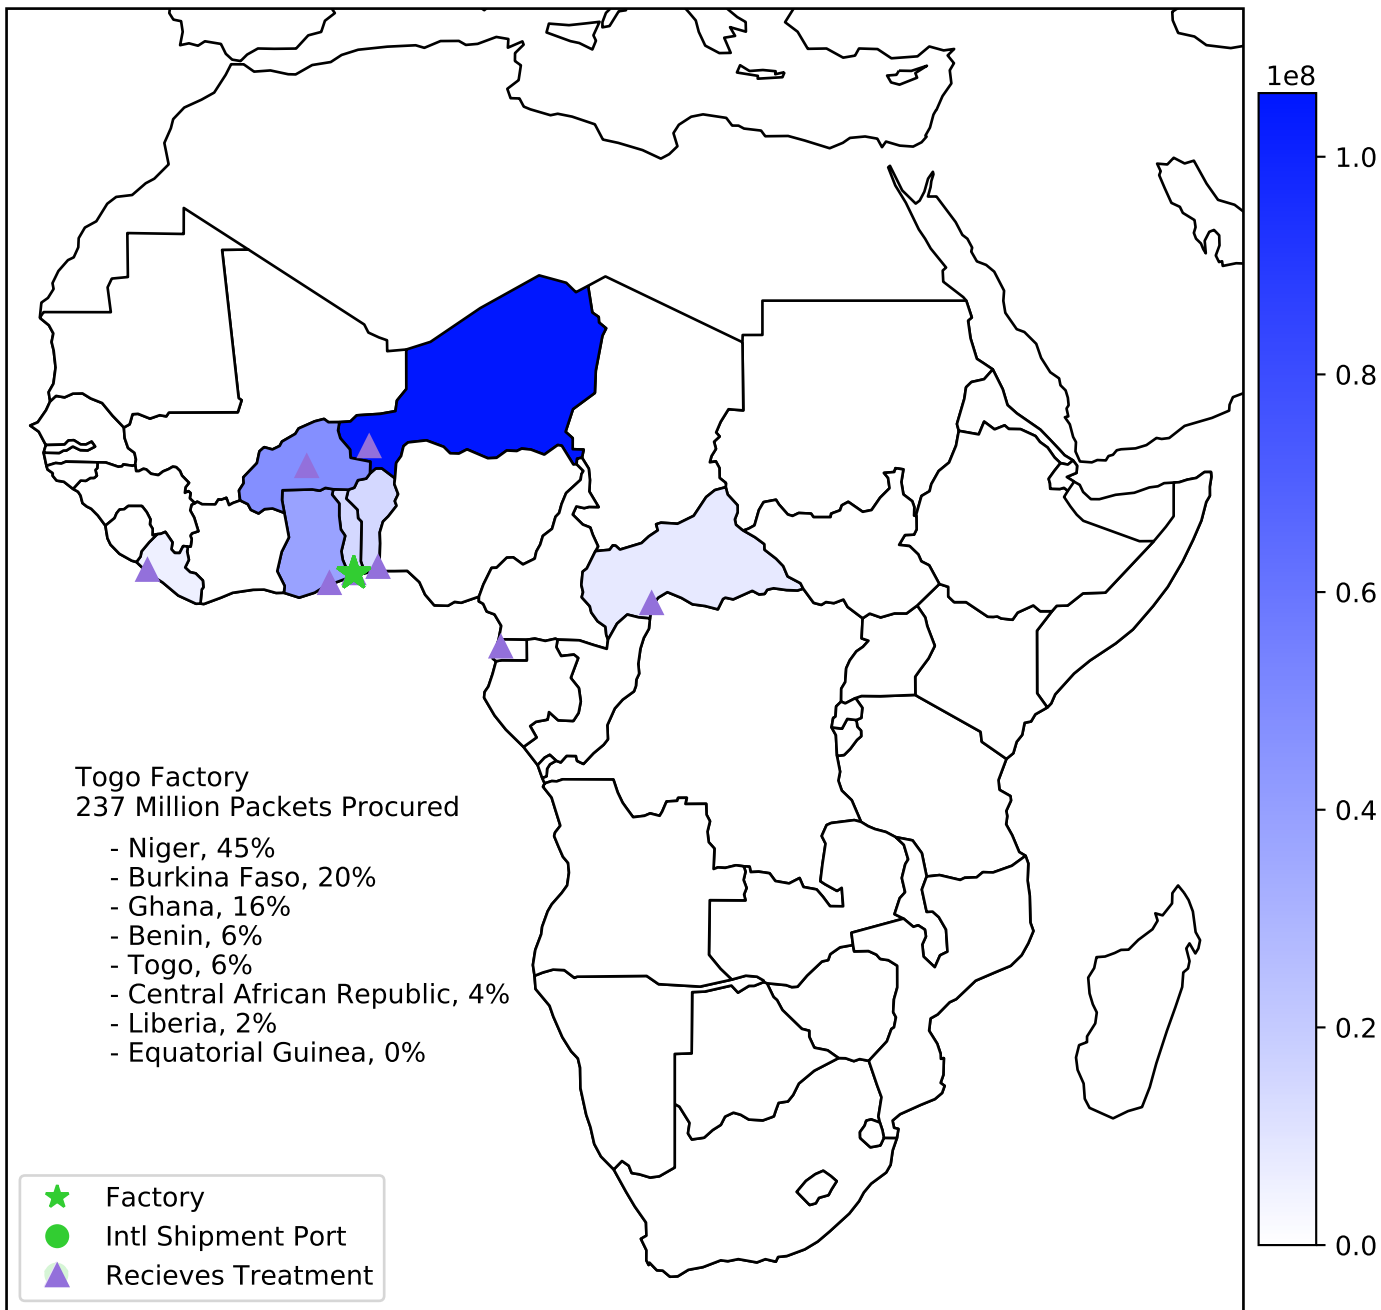 1e8
1.0
0.8
0.6
0.4
0.2
0.0
Togo Factory
237 Million Packets Procured
- Niger, 45%
- Burkina Faso, 20%
- Ghana, 16%
- Benin, 6%
- Togo, 6%
- Central African Republic, 4%
- Liberia, 2%
- Equatorial Guinea, 0%
Factory
Intl Shipment Port
Recieves Treatment